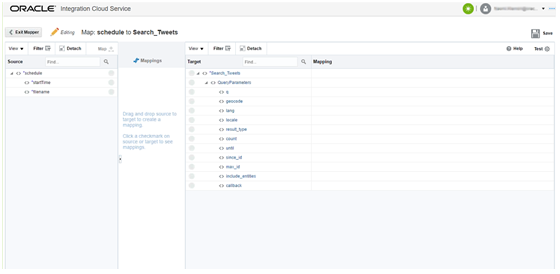 ORACLE Integration Cloud Service
Exit Mapper Editing Map: schedule to Search_Tweets Save
View Filter Detach Map View Filter Detach Help Test
Source Find... Mappings Target Find... Mapping
*schedule
*startTime
*filename
Drag and drop source to
target to create a
mapping.
Click a checkmark on
source or target to see
mappings.
*Search_Tweets
QueryParameters
q
geocode
lang
locale
result_type
count
until
since_id
max_id
include_entities
callback